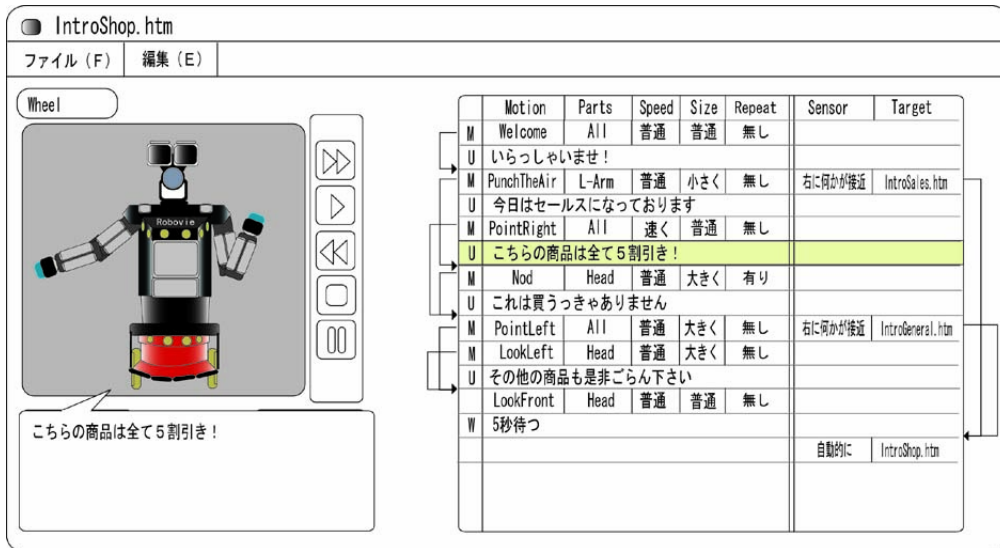 IntroShop.htm
ファイル（F） 編集（E）
Wheel
Robovie
こちらの商品は全て５割引き！
Motion Parts Speed Size Repeat Sensor Target
M Welcome All 普通 普通 無し
U いらっしゃいませ！
M PunchTheAir L-Arm 普通 小さく 無し 右に何かが接近 IntroSales.htm
U 今日はセールスになっております
M PointRight All 速く 普通 無し
U こちらの商品は全て５割引き！
M Nod Head 普通 大きく 有り
U これは買うっきゃありません
M PointLeft All 普通 大きく 無し 右に何かが接近 IntroGeneral.htm
M LookLeft Head 普通 大きく 無し
U その他の商品も是非ごらん下さい
LookFront Head 普通 普通 無し
W 5秒待つ
自動的に IntroShop.htm